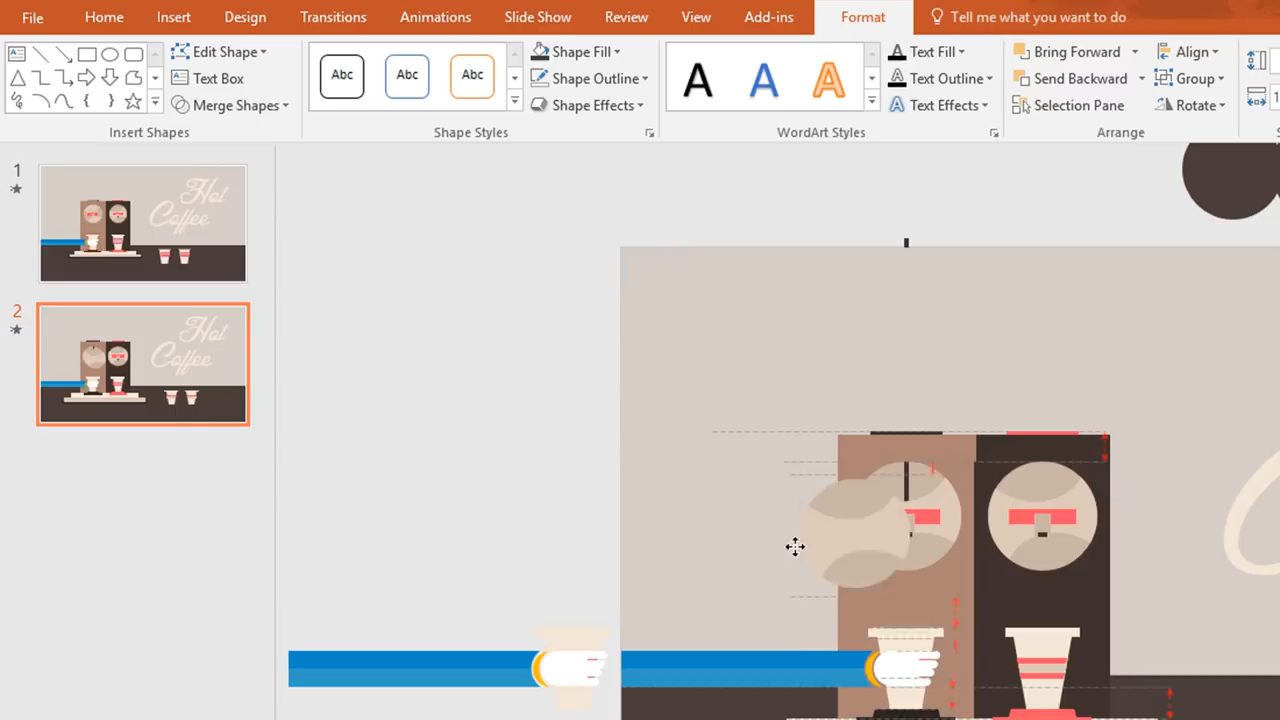 File Home Insert Design Transitions Animations Slide Show Review View Add-ins Format Tell me what you want to do
Edit Shape Abc Abc Abc Shape Fill A A A Text Fill Bring Forward Align
Text Box Shape Outline Text Outline Send Backward Group
Merge Shapes Shape Effects Text Effects Selection Pane Rotate
Insert Shapes Shape Styles WordArt Styles Arrange
1
Hot
Coffee
2
Hot
Coffee